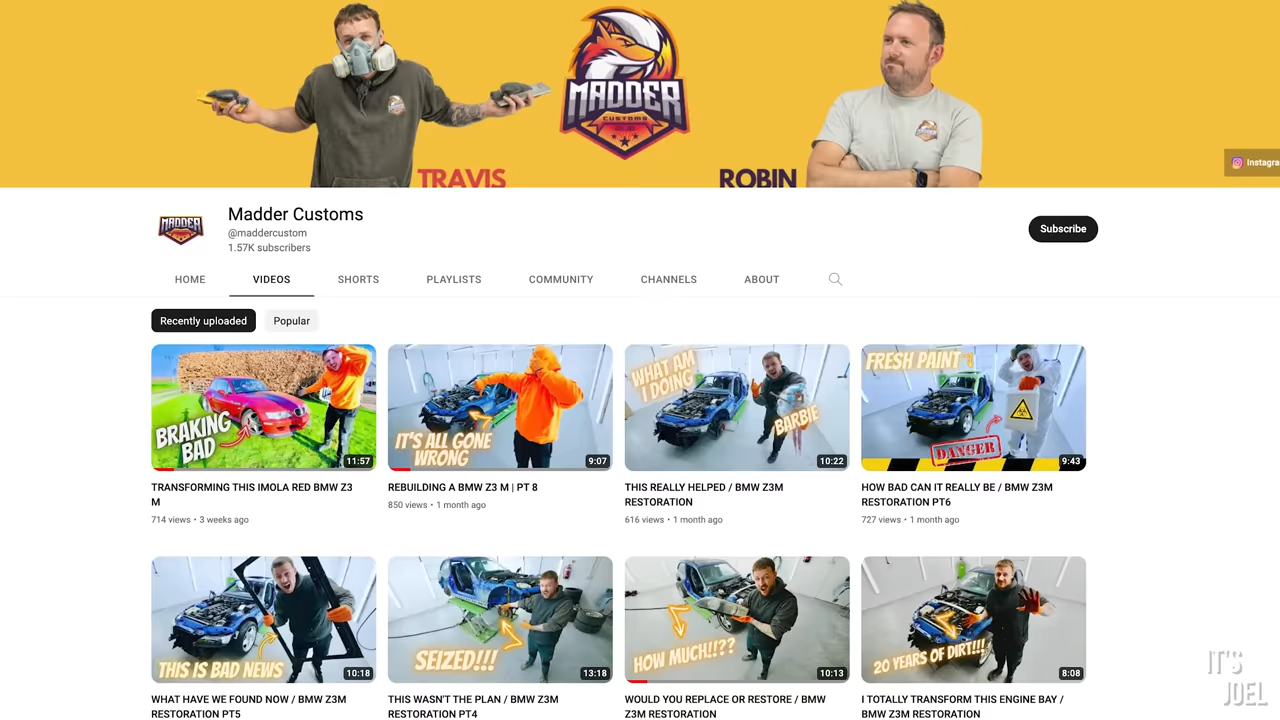 MADDER
CUSTOMS
TRAVIS
ROBIN
Instagra
MADDER
Madder Customs
@maddercustom
1.57K subscribers
Subscribe
HOME
VIDEOS
SHORTS
PLAYLISTS
COMMUNITY
CHANNELS
ABOUT
Recently uploaded
Popular
BRAKING
BAD
11:57
IT'S ALL GONE
WRONG
9:07
WHAT AM
I DOING
BARBIE
10:22
FRESH PAINT
DANGER
9:43
TRANSFORMING THIS IMOLA RED BMW Z3
M
714 views • 3 weeks ago
REBUILDING A BMW Z3 M | PT 8
850 views • 1 month ago
THIS REALLY HELPED / BMW Z3M
RESTORATION
616 views • 1 month ago
HOW BAD CAN IT REALLY BE / BMW Z3M
RESTORATION PT6
727 views • 1 month ago
THIS IS BAD NEWS
10:18
SEIZED!!!
13:18
HOW MUCH!!??
10:13
20 YEARS OF DIRT!!!
8:08
WHAT HAVE WE FOUND NOW / BMW Z3M
RESTORATION PT5
THIS WASN'T THE PLAN / BMW Z3M
RESTORATION PT4
WOULD YOU REPLACE OR RESTORE / BMW
Z3M RESTORATION
I TOTALLY TRANSFORM THIS ENGINE BAY /
BMW Z3M RESTORATION
IT'S
JOEL